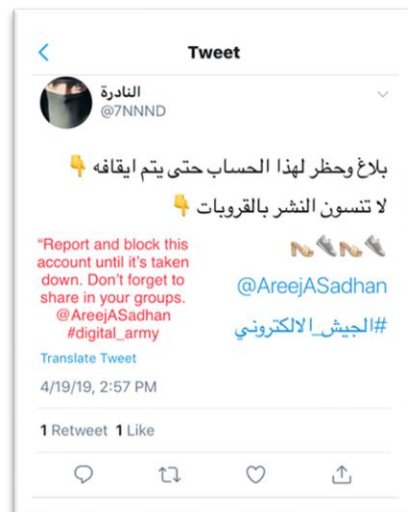 Tweet
النادرة
@7NNND
بلاغ وحظر لهذا الحساب حتى يتم ايقافه 👇
لا تنسون النشر بالقروبات 👇
👡👟👡👟
@AreejASadhan
#الجيش_الالكتروني
“Report and block this
account until it’s taken
down. Don’t forget to
share in your groups.
@AreejASadhan
#digital_army
Translate Tweet
4/19/19, 2:57 PM
1 Retweet 1 Like